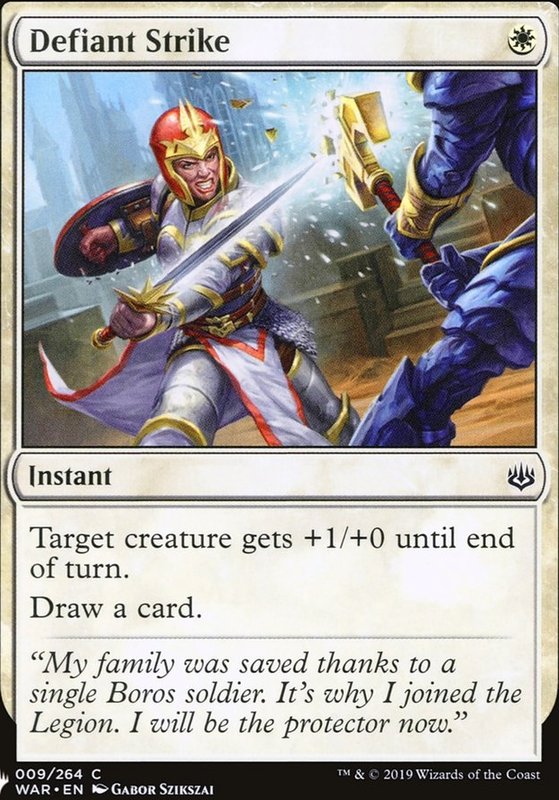 Defiant Strike
Instant
Target creature gets +1/+0 until end
of turn.
Draw a card.
“My family was saved thanks to a
single Boros soldier. It’s why I joined the
Legion. I will be the protector now.”
009/264 C
WAR • EN Gabor Szikszai
™ & © 2019 Wizards of the Coast